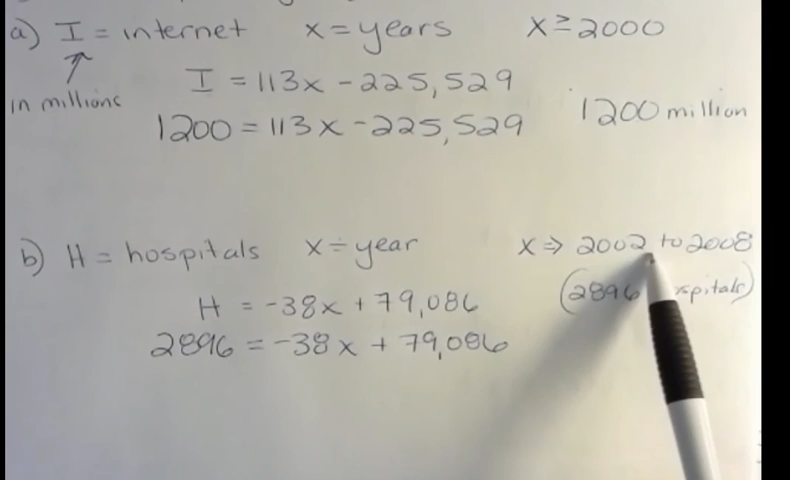 a) I = internet x = years x ≥ 2000
in millions
I = 113x - 225,529
1200 = 113x - 225,529 1200 million
b) H = hospitals x = year x ⇒ 2002 to 2008
H = -38x + 79,086 (2896 spitals)
2896 = -38x + 79,086